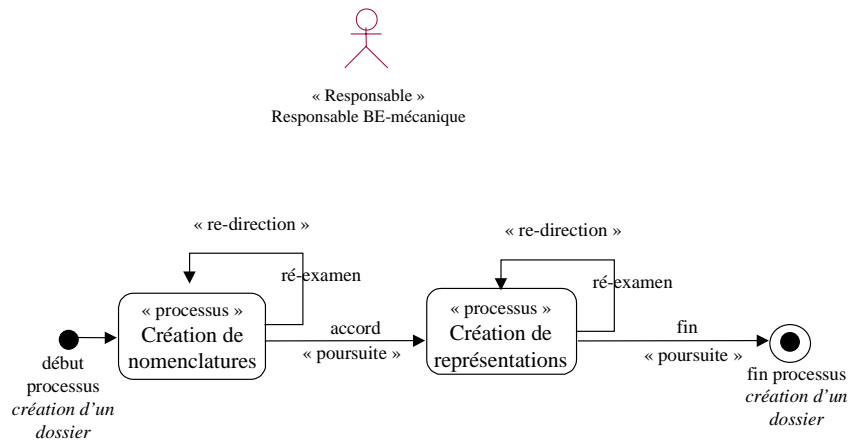 « Responsable »
Responsable BE-mécanique
« re-direction »
ré-examen
« processus »
Création de
nomenclatures
début
processus
création d'un
dossier
accord
« poursuite »
« re-direction »
ré-examen
« processus »
Création de
représentations
fin
« poursuite »
fin processus
création d'un
dossier